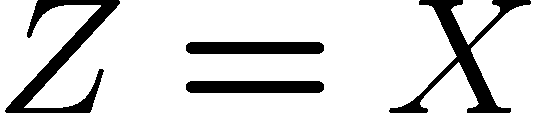 Z = X